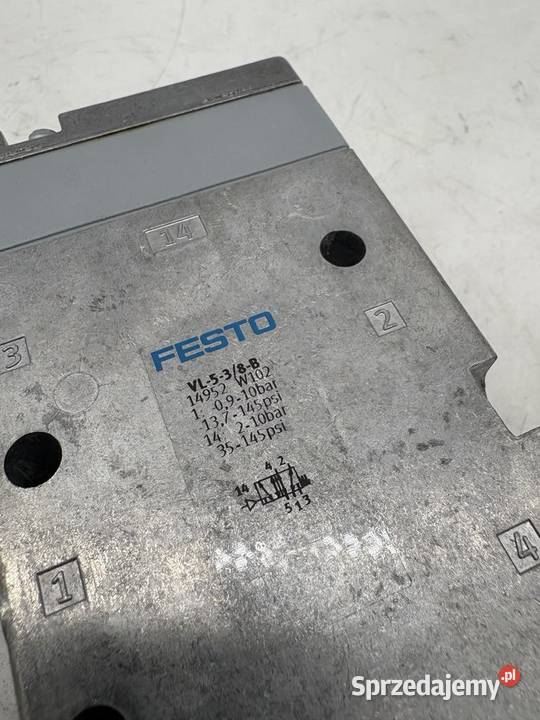 14
2
3
FESTO
VL-5-3/8-B
14952 W102
1: 0,9-10bar
13,7-145psi
14: 2-10bar
35-145psi
14 4 2
5 1 3
1
4
Sprzedajemy.pl